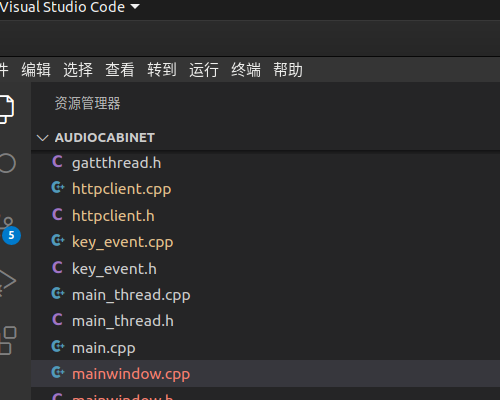 Visual Studio Code
件 编辑 选择 查看 转到 运行 终端 帮助
资源管理器
AUDIOCABINET
C gattthread.h
httpclient.cpp
C httpclient.h
key_event.cpp
C key_event.h
main_thread.cpp
C main_thread.h
main.cpp
mainwindow.cpp
mainwindow.h
5